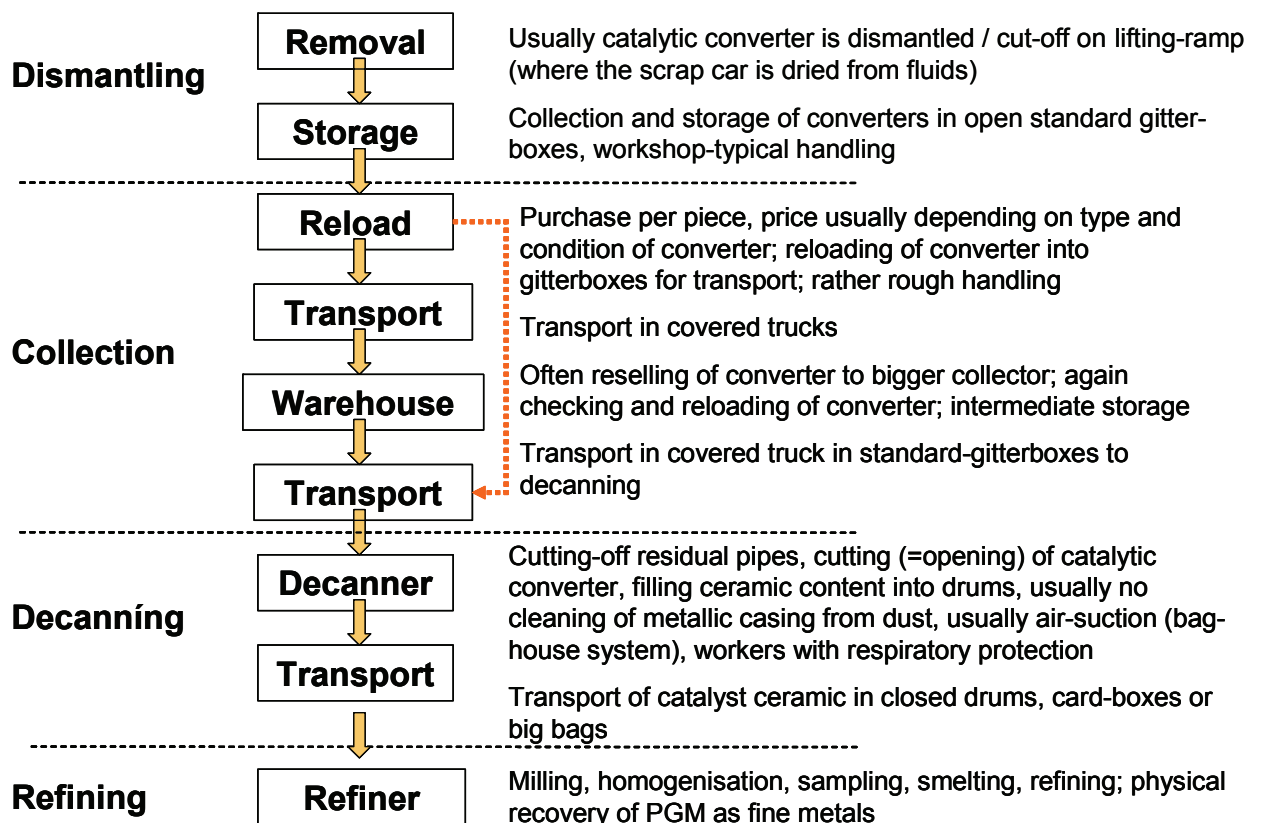 Dismantling
Removal
Usually catalytic converter is dismantled / cut-off on lifting-ramp
(where the scrap car is dried from fluids)
Storage
Collection and storage of converters in open standard gitter-
boxes, workshop-typical handling
Collection
Reload
Purchase per piece, price usually depending on type and
condition of converter; reloading of converter into
gitterboxes for transport; rather rough handling
Transport
Transport in covered trucks
Warehouse
Often reselling of converter to bigger collector; again
checking and reloading of converter; intermediate storage
Transport
Transport in covered truck in standard-gitterboxes to
decanning
Decanníng
Decanner
Cutting-off residual pipes, cutting (=opening) of catalytic
converter, filling ceramic content into drums, usually no
cleaning of metallic casing from dust, usually air-suction (bag-
house system), workers with respiratory protection
Transport
Transport of catalyst ceramic in closed drums, card-boxes or
big bags
Refining
Refiner
Milling, homogenisation, sampling, smelting, refining; physical
recovery of PGM as fine metals